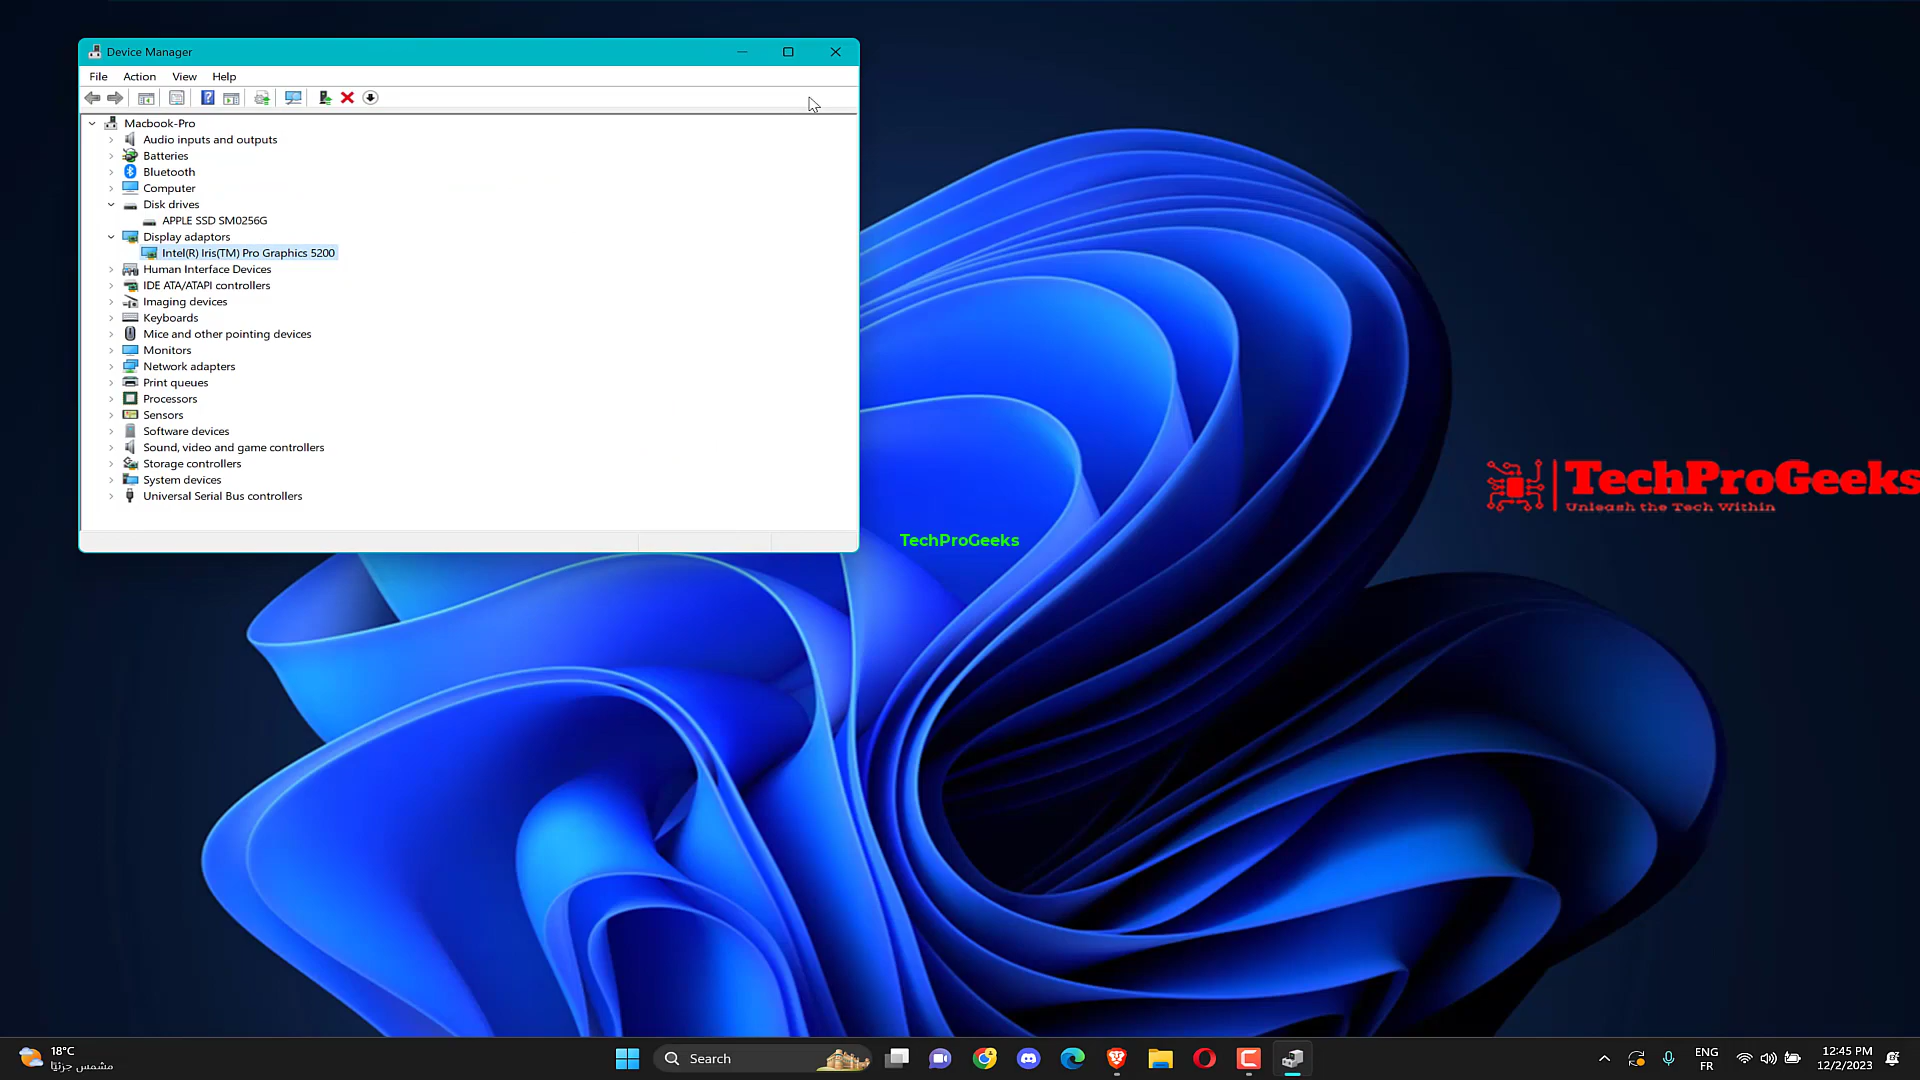 Device Manager
File Action View Help
Macbook-Pro
Audio inputs and outputs
Batteries
Bluetooth
Computer
Disk drives
APPLE SSD SM0256G
Display adaptors
Intel(R) Iris(TM) Pro Graphics 5200
Human Interface Devices
IDE ATA/ATAPI controllers
Imaging devices
Keyboards
Mice and other pointing devices
Monitors
Network adapters
Print queues
Processors
Sensors
Software devices
Sound, video and game controllers
Storage controllers
System devices
Universal Serial Bus controllers
TechProGeeks
TechProGeeks
Unleash the Tech Within
18°C
مشمس جزئيًا
Search
ENG
FR
12:45 PM
12/2/2023